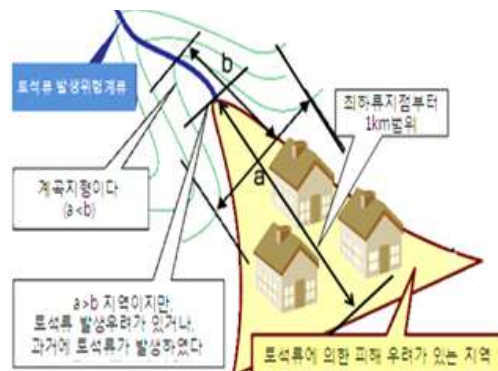 토석류 발생위험계류
b
최하류지점부터
1km범위
계곡지형이다
(a<b)
a
a>b 지역이지만,
토석류 발생우려가 있거나,
과거에 토석류가 발생하였다
토석류에 의한 피해 우려가 있는 지역